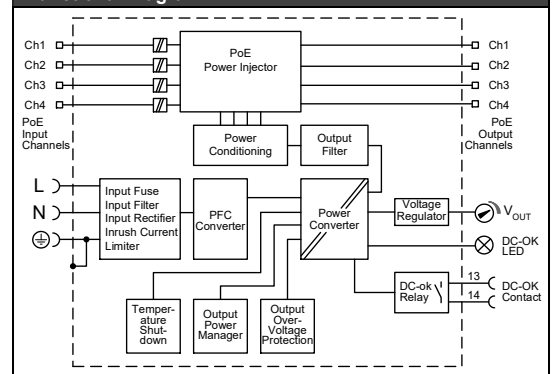 Ch1
Ch2
Ch3
Ch4
PoE
Input
Channels
PoE
Power Injector
Ch1
Ch2
Ch3
Ch4
PoE
Output
Channels
Power
Conditioning
Output
Filter
L
N
Input Fuse
Input Filter
Input Rectifier
Inrush Current
Limiter
PFC
Converter
Power
Converter
Voltage
Regulator
VOUT
DC-OK
LED
DC-ok
Relay
13
14
DC-OK
Contact
Temper-
ature
Shut-
down
Output
Power
Manager
Output
Over-
Voltage
Protection